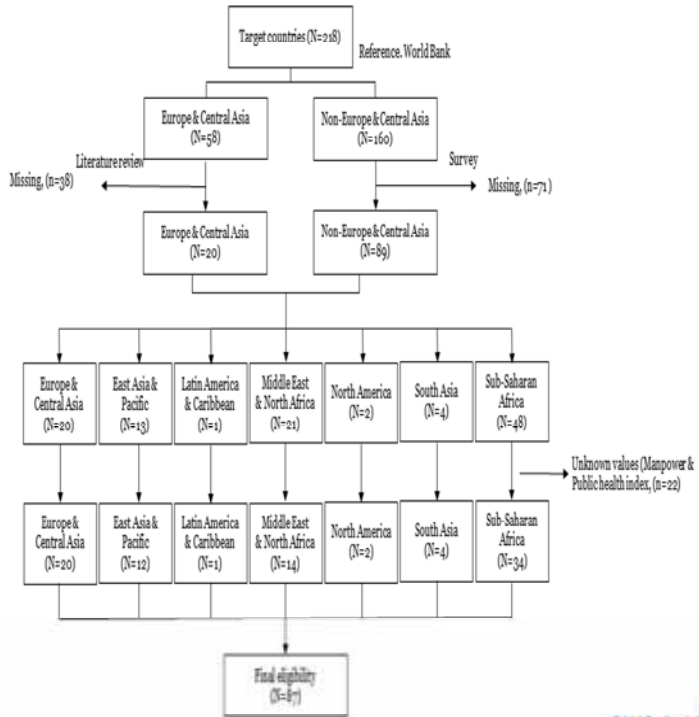 Target countries (N=218)
Reference. World Bank
Europe & Central Asia
(N=58)
Non-Europe & Central Asia
(N=160)
Literature review
Missing, (n=38)
Survey
Missing, (n=71)
Europe & Central Asia
(N=20)
Non-Europe & Central Asia
(N=89)
Europe &
Central Asia
(N=20)
East Asia &
Pacific
(N=13)
Latin America
& Caribbean
(N=1)
Middle East
& North Africa
(N=21)
North America
(N=2)
South Asia
(N=4)
Sub-Saharan
Africa
(N=48)
Unknown values (Manpower &
Public health index, (n=22)
Europe &
Central Asia
(N=20)
East Asia &
Pacific
(N=12)
Latin America
& Caribbean
(N=1)
Middle East
& North Africa
(N=14)
North America
(N=2)
South Asia
(N=4)
Sub-Saharan
Africa
(N=34)
Final eligibility
(N=87)